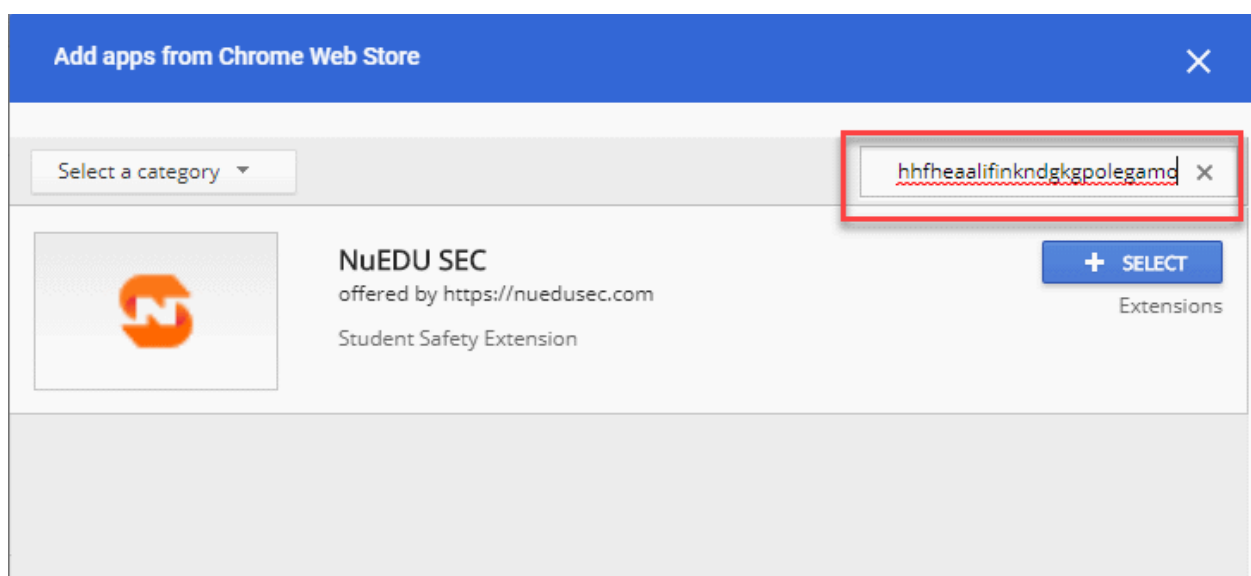 Add apps from Chrome Web Store
Select a category
hhfheaalifinkndgkgpolegamd
NuEDU SEC
offered by https://nuedusec.com
Student Safety Extension
+ SELECT
Extensions